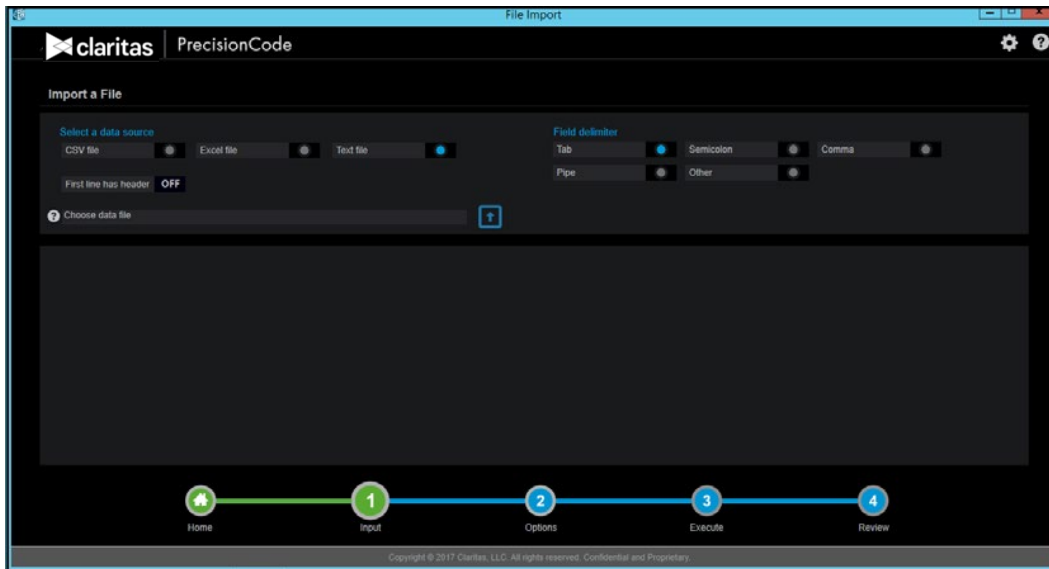 File Import
claritas PrecisionCode
Import a File
Select a data source
CSV file Excel file Text file
First line has header OFF
Choose data file
Field delimiter
Tab Semicolon Comma
Pipe Other
1 2 3 4
Home Input Options Execute Review
Copyright © 2017 Claritas, LLC. All rights reserved. Confidential and Proprietary.